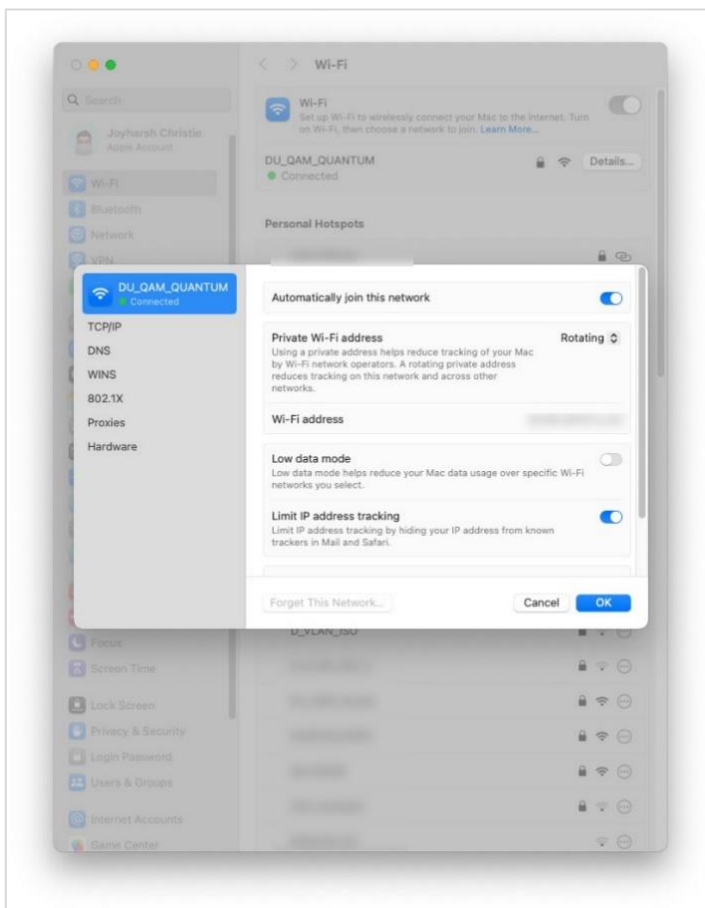 Wi-Fi
Search
Joyharsh Christie
Apple Account
Wi-Fi
Bluetooth
Network
VPN
Wi-Fi
Set up Wi-Fi to wirelessly connect your Mac to the Internet. Turn
on Wi-Fi, then choose a network to join. Learn More...
DU_QAM_QUANTUM
Details...
Connected
Personal Hotspots
DU_QAM_QUANTUM
Connected
TCP/IP
DNS
WINS
802.1X
Proxies
Hardware
Automatically join this network
Private Wi-Fi address
Rotating
Using a private address helps reduce tracking of your Mac
by Wi-Fi network operators. A rotating private address
reduces tracking on this network and across other
networks.
Wi-Fi address
Low data mode
Low data mode helps reduce your Mac data usage over specific Wi-Fi
networks you select.
Limit IP address tracking
Limit IP address tracking by hiding your IP address from known
trackers in Mail and Safari.
Forget This Network...
Cancel
OK
D_VLAN_ISO
Focus
Screen Time
Lock Screen
Privacy & Security
Login Password
Users & Groups
Internet Accounts
Game Center